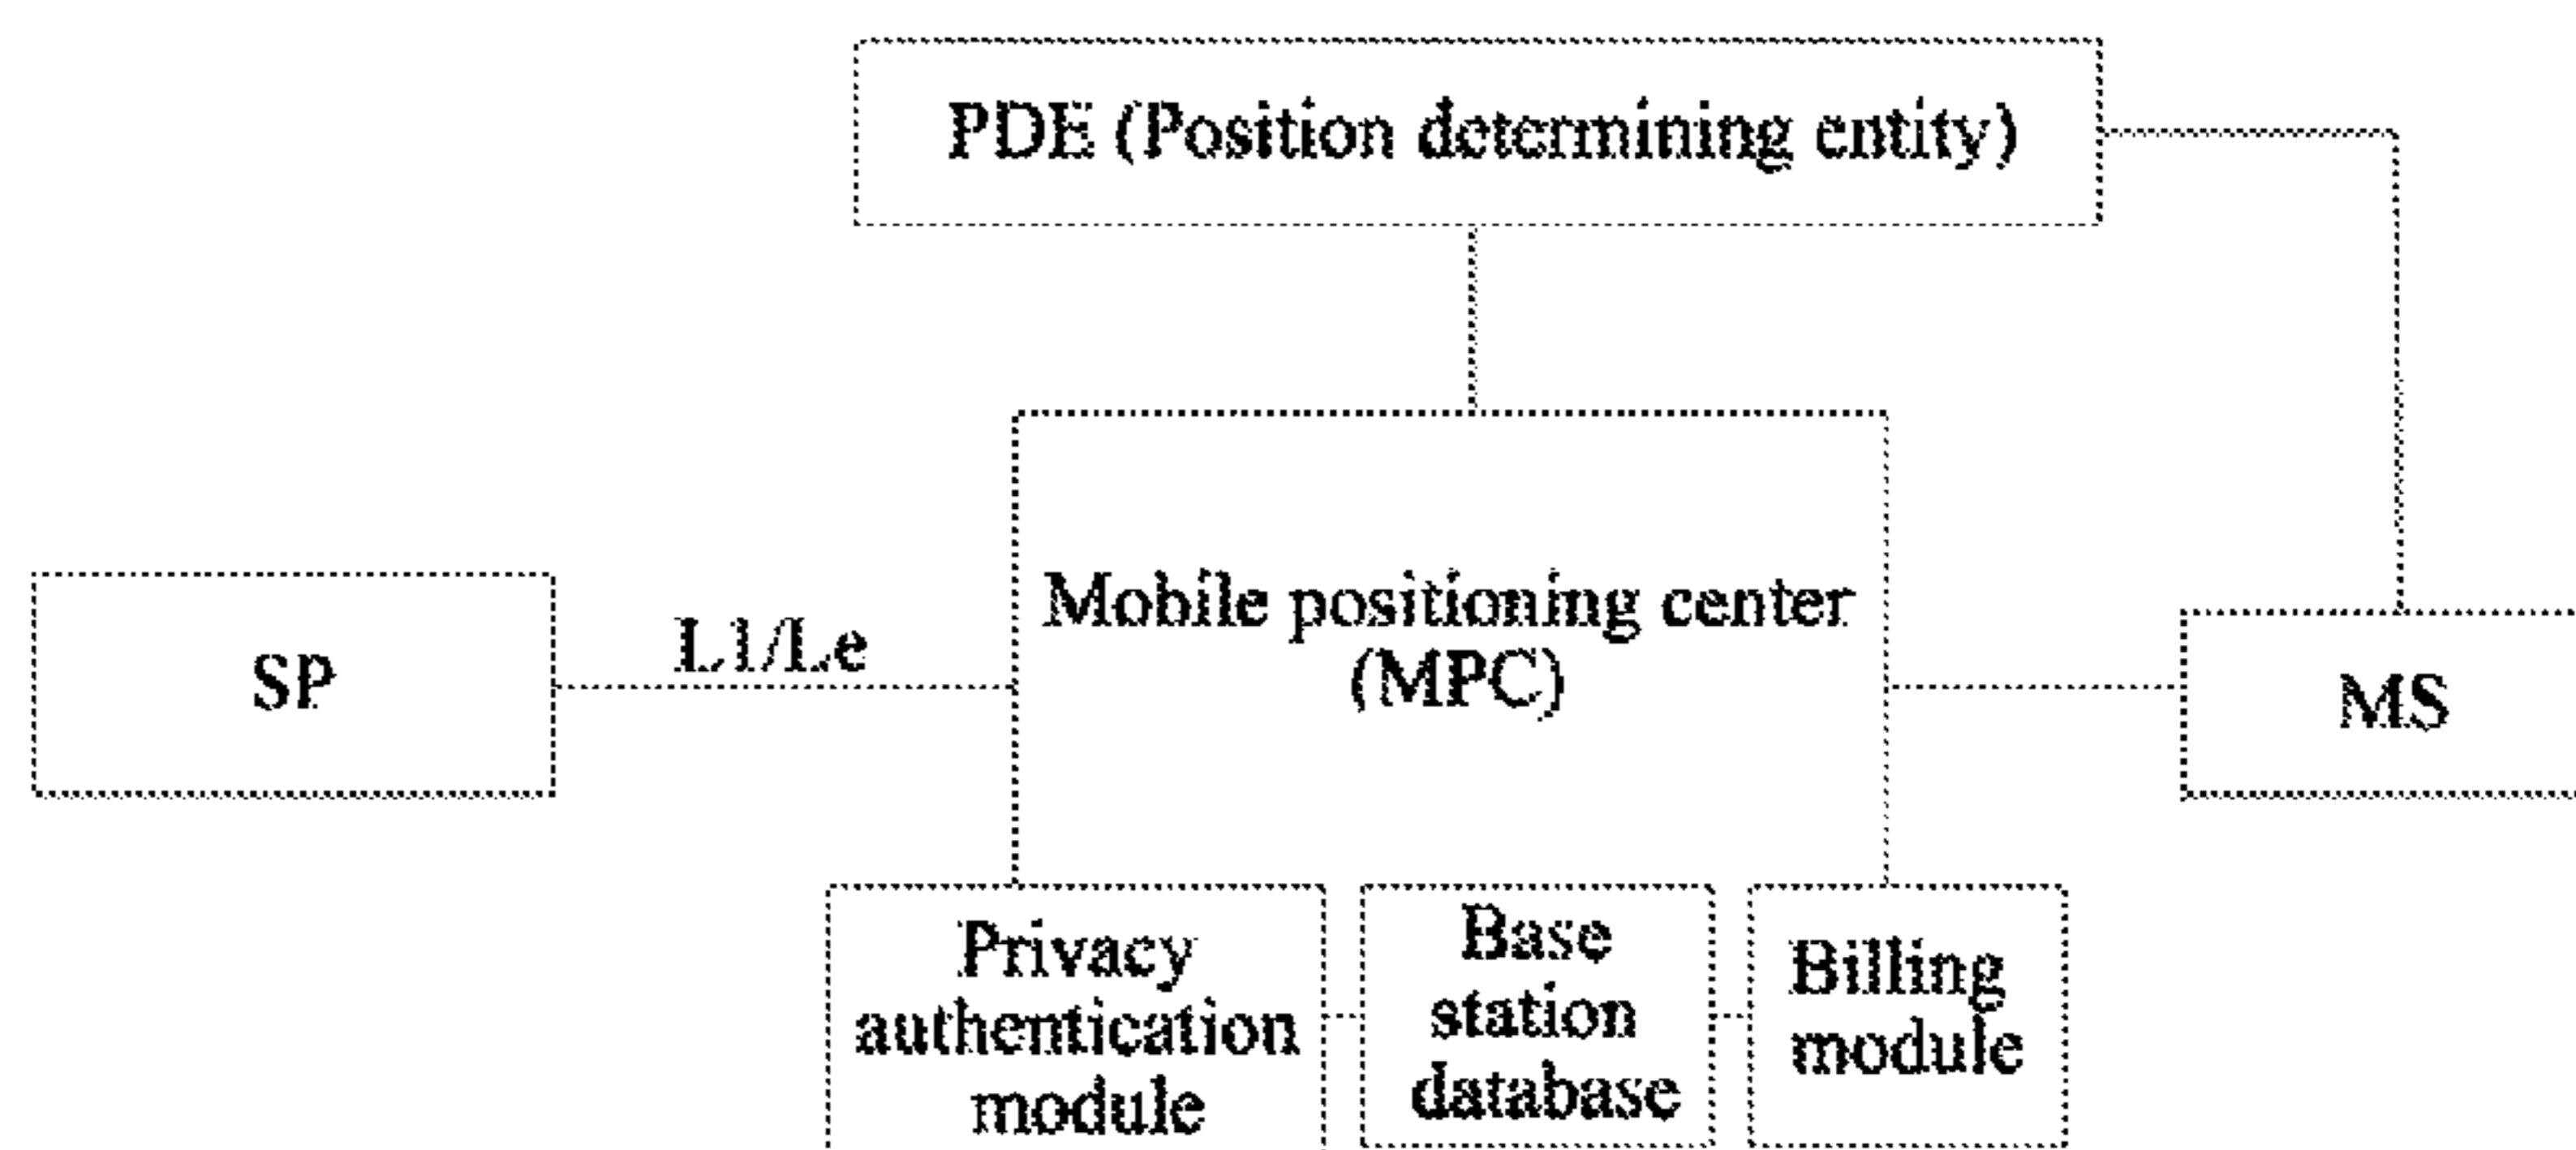 PDE (Position determining entity)
Mobile positioning center
(MPC)
SP
L1/Le
MS
Privacy
authentication
module
Base
station
database
Billing
module